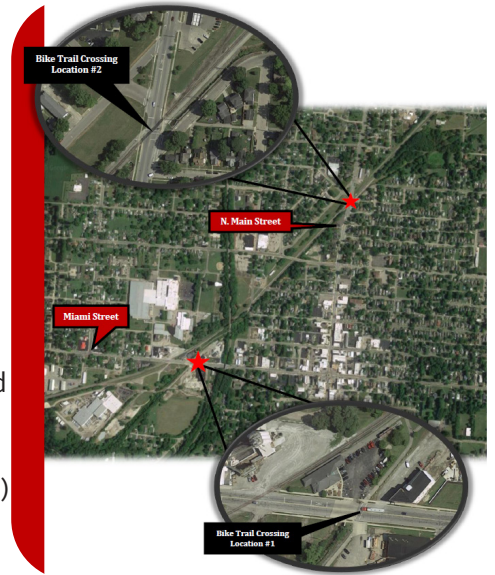 Bike Trail Crossing
Location #2
N. Main Street
Miami Street
d
)
Bike Trail Crossing
Location #1